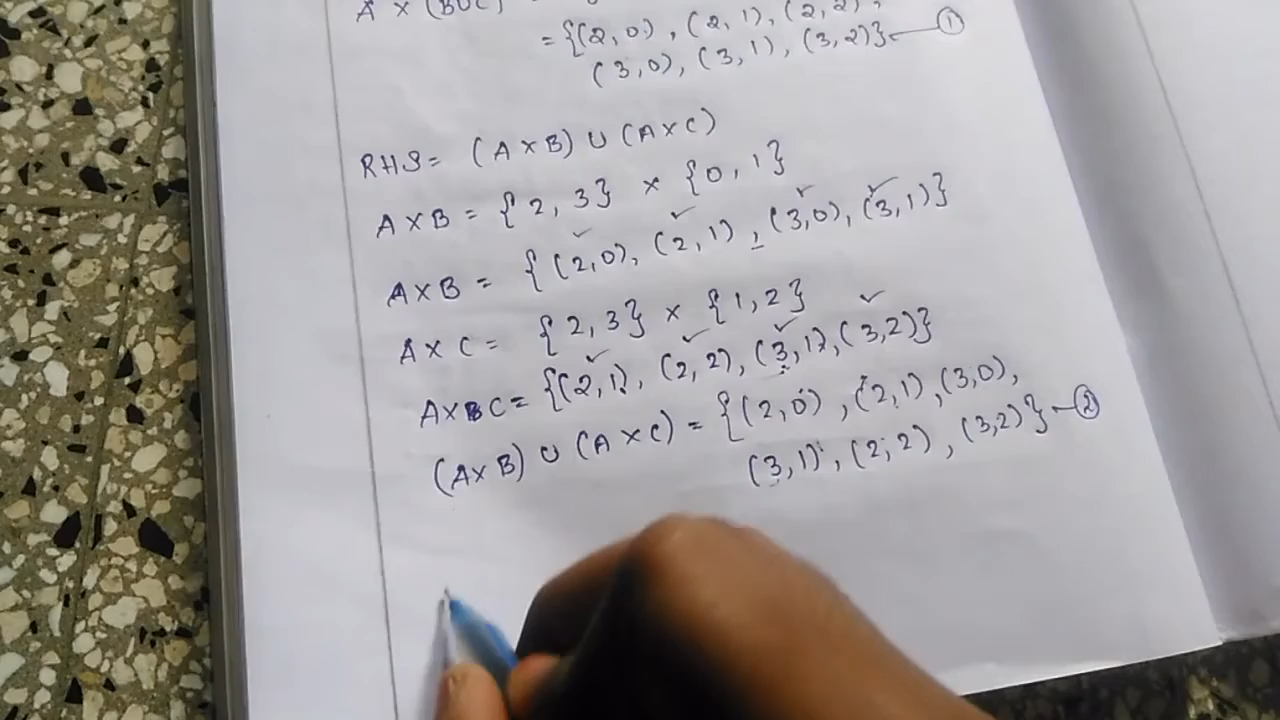 A × (BUC)
= {(2,0), (2,1), (2,2),
(3,0), (3,1), (3,2)} ①
RHS = (A×B) ∪ (A×C)
A×B = {2,3} × {0,1}
A×B = {(2,0), (2,1), (3,0), (3,1)}
A×C = {2,3} × {1,2}
A×C = {(2,1), (2,2), (3,1), (3,2)}
(A×B) ∪ (A×C) = {(2,0), (2,1), (3,0),
(3,1), (2,2), (3,2)} ②